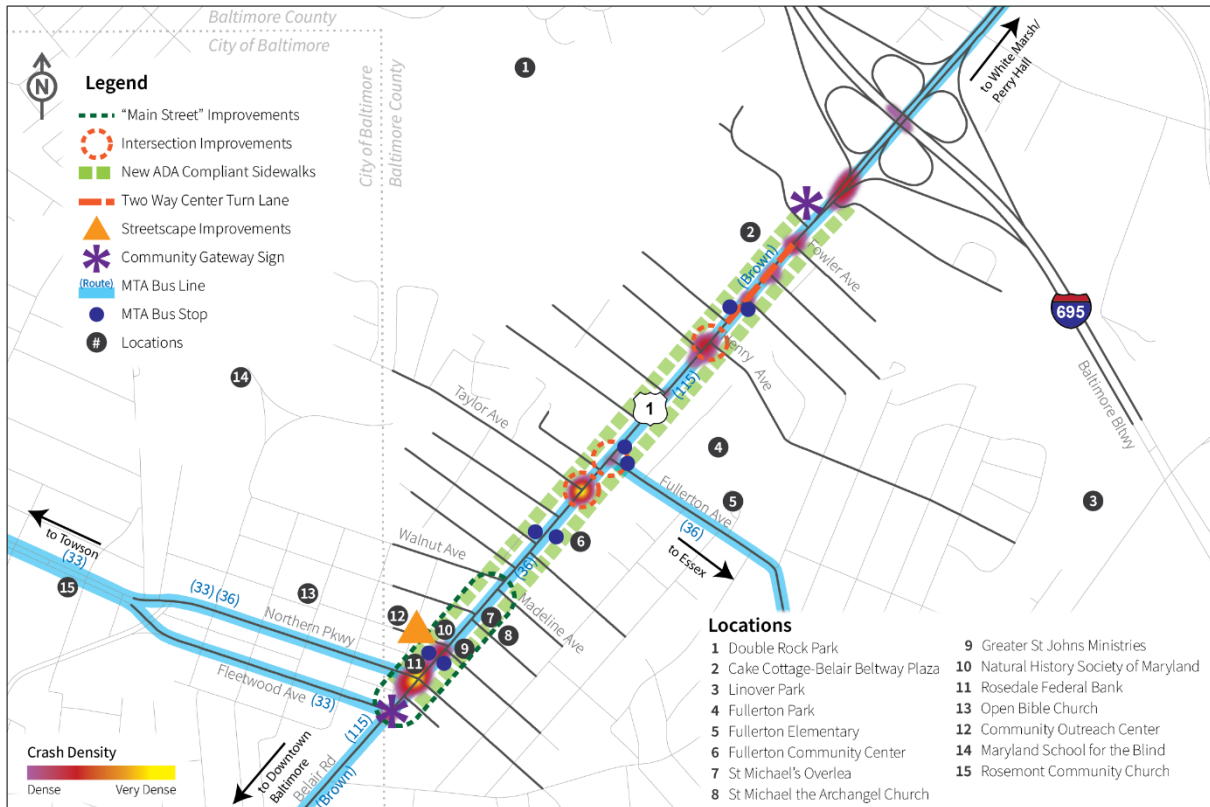 Baltimore County
City of Baltimore
N
Legend
"Main Street" Improvements
Intersection Improvements
New ADA Compliant Sidewalks
Two Way Center Turn Lane
Streetscape Improvements
Community Gateway Sign
(Route)
MTA Bus Line
MTA Bus Stop
#
Locations
City of Baltimore
Baltimore County
1
to White Marsh/
Perry Hall
2
(Brown)
Fowler Ave
695
Baltimore Bltwy
enry Ave
(115)
14
1
Taylor Ave
4
Fullerton Ave
5
3
(36)
to Essex
6
Walnut Ave
(36)
Madeline Ave
to Towson
(33)
15
(33) (36)
13
Northern Pkwy
12
10
7
8
9
11
Fleetwood Ave
(33)
(115)
to Downtown
Baltimore
Belair Rd
(Brown)
Crash Density
Dense
Very Dense
Locations
1 Double Rock Park
2 Cake Cottage-Belair Beltway Plaza
3 Linover Park
4 Fullerton Park
5 Fullerton Elementary
6 Fullerton Community Center
7 St Michael's Overlea
8 St Michael the Archangel Church
9 Greater St Johns Ministries
10 Natural History Society of Maryland
11 Rosedale Federal Bank
13 Open Bible Church
12 Community Outreach Center
14 Maryland School for the Blind
15 Rosemont Community Church